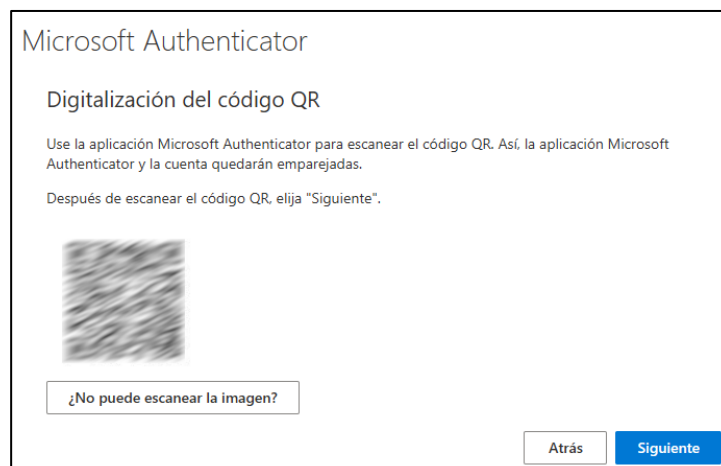 Microsoft Authenticator
Digitalización del código QR
Use la aplicación Microsoft Authenticator para escanear el código QR. Así, la aplicación Microsoft
Authenticator y la cuenta quedarán emparejadas.
Después de escanear el código QR, elija "Siguiente".
¿No puede escanear la imagen?
Atrás
Siguiente